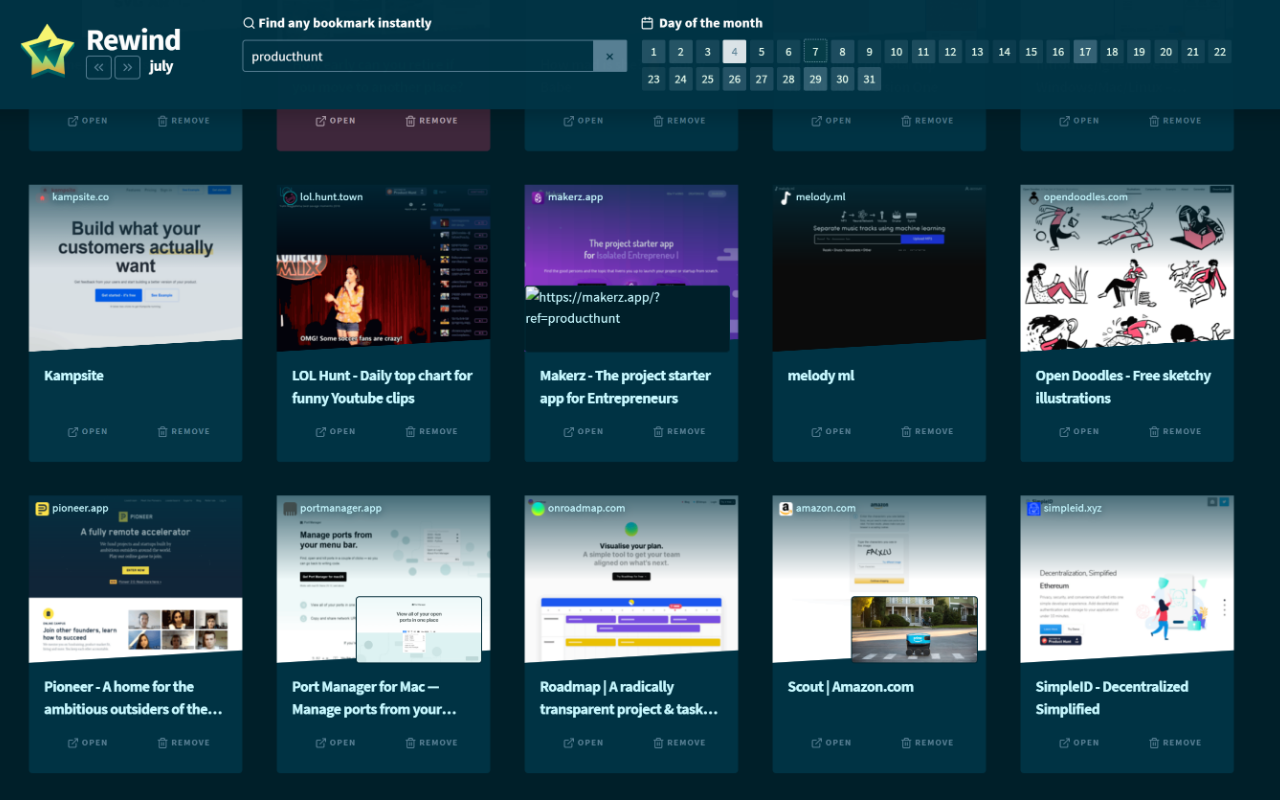 Rewind
july
Find any bookmark instantly
producthunt
Day of the month
1 2 3 4 5 6 7 8 9 10 11 12 13 14 15 16 17 18 19 20 21 22
23 24 25 26 27 28 29 30 31
OPEN REMOVE OPEN REMOVE OPEN REMOVE OPEN REMOVE OPEN REMOVE
kampsite.co
Build what your
customers actually
want
Kampsite
OPEN REMOVE
lol.hunt.town
OMG! Some soccer fans are crazy!
LOL Hunt - Daily top chart for
funny Youtube clips
OPEN REMOVE
makerz.app
The project starter app
for Isolated Entrepreneu
https://makerz.app/?
ref=producthunt
Makerz - The project starter
app for Entrepreneurs
OPEN REMOVE
melody.ml
Separate music tracks using machine learning
melody ml
OPEN REMOVE
opendoodles.com
Open Doodles - Free sketchy
illustrations
OPEN REMOVE
pioneer.app
PIONEER
A fully remote accelerator
Join other founders, learn
how to succeed
Pioneer - A home for the
ambitious outsiders of the…
OPEN REMOVE
portmanager.app
Manage ports from
your menu bar.
View all of your open
ports in one place
Port Manager for Mac —
Manage ports from your…
OPEN REMOVE
onroadmap.com
Visualise your plan.
A simple tool to get your team
aligned on what's next.
Roadmap | A radically
transparent project & task…
OPEN REMOVE
amazon.com
Scout | Amazon.com
OPEN REMOVE
simpleid.xyz
Decentralization, Simplified
Ethereum
SimpleID - Decentralized
Simplified
OPEN REMOVE